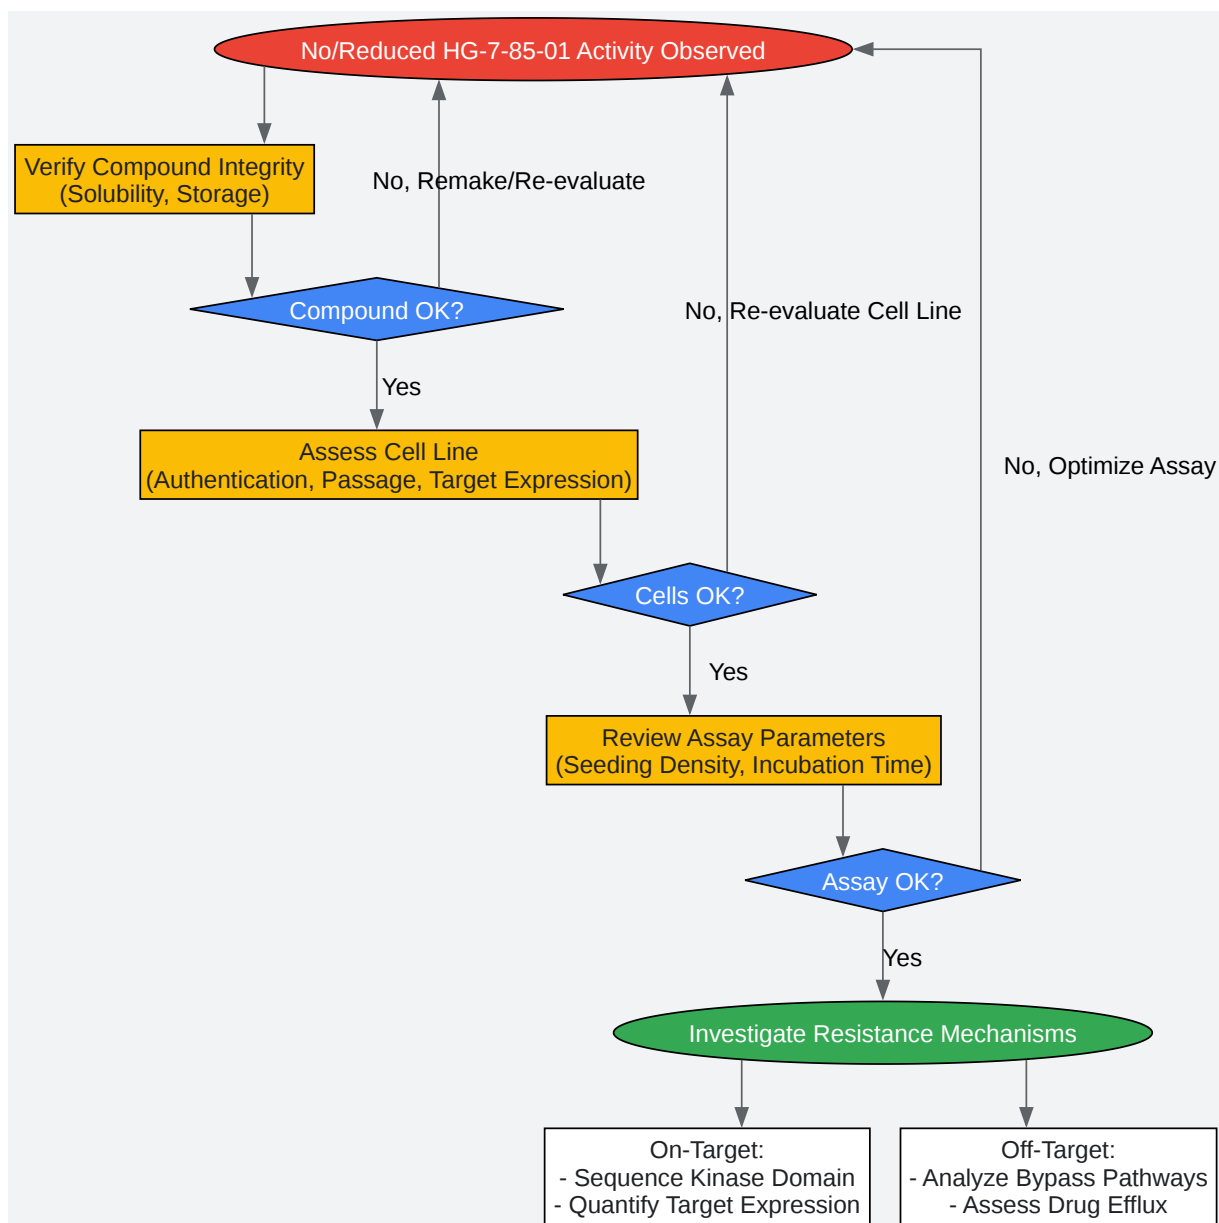 No/Reduced HG-7-85-01 Activity Observed
Verify Compound Integrity
(Solubility, Storage)
No, Remake/Re-evaluate
Compound OK?
No, Re-evaluate Cell Line
Yes
Assess Cell Line
(Authentication, Passage, Target Expression)
No, Optimize Assay
Cells OK?
Yes
Review Assay Parameters
(Seeding Density, Incubation Time)
Assay OK?
Yes
Investigate Resistance Mechanisms
On-Target:
- Sequence Kinase Domain
- Quantify Target Expression
Off-Target:
- Analyze Bypass Pathways
- Assess Drug Efflux